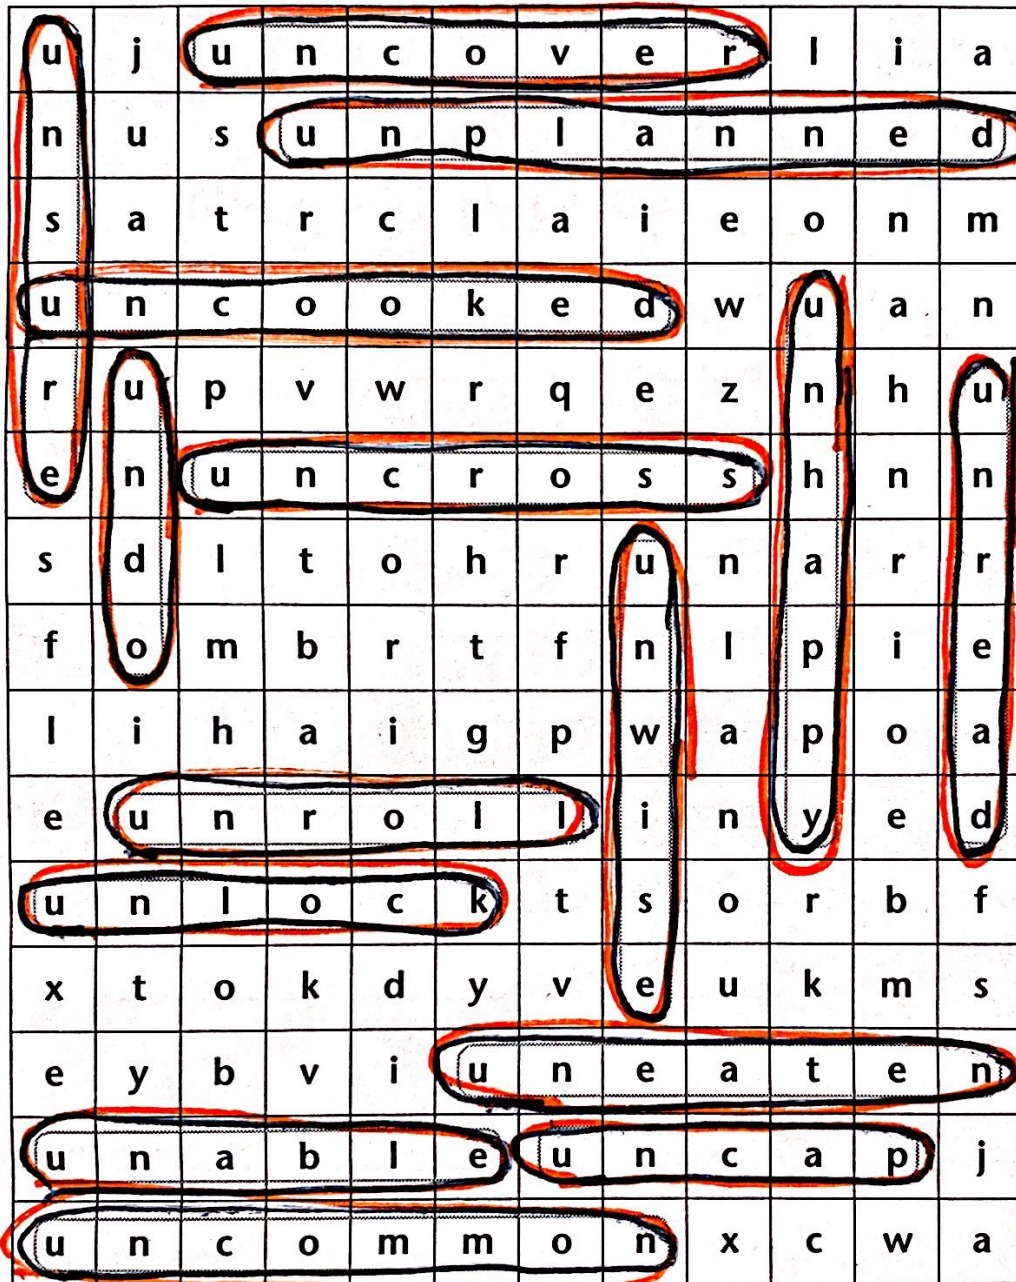 u j u n c o v e r l i a
n u s u n p l a n n e d
s a t r c l a i e o n m
u n c o o k e d w u a n
r u p v w r q e z n h u
e n u n c r o s s h n n
s d l t o h r u n a r r
f o m b r t f n l p i e
l i h a i g p w a p o a
e u n r o l l i n y e d
u n l o c k t s o r b f
x t o k d y v e u k m s
e y b v i u n e a t e n
u n a b l e u n c a p j
u n c o m m o n x c w a